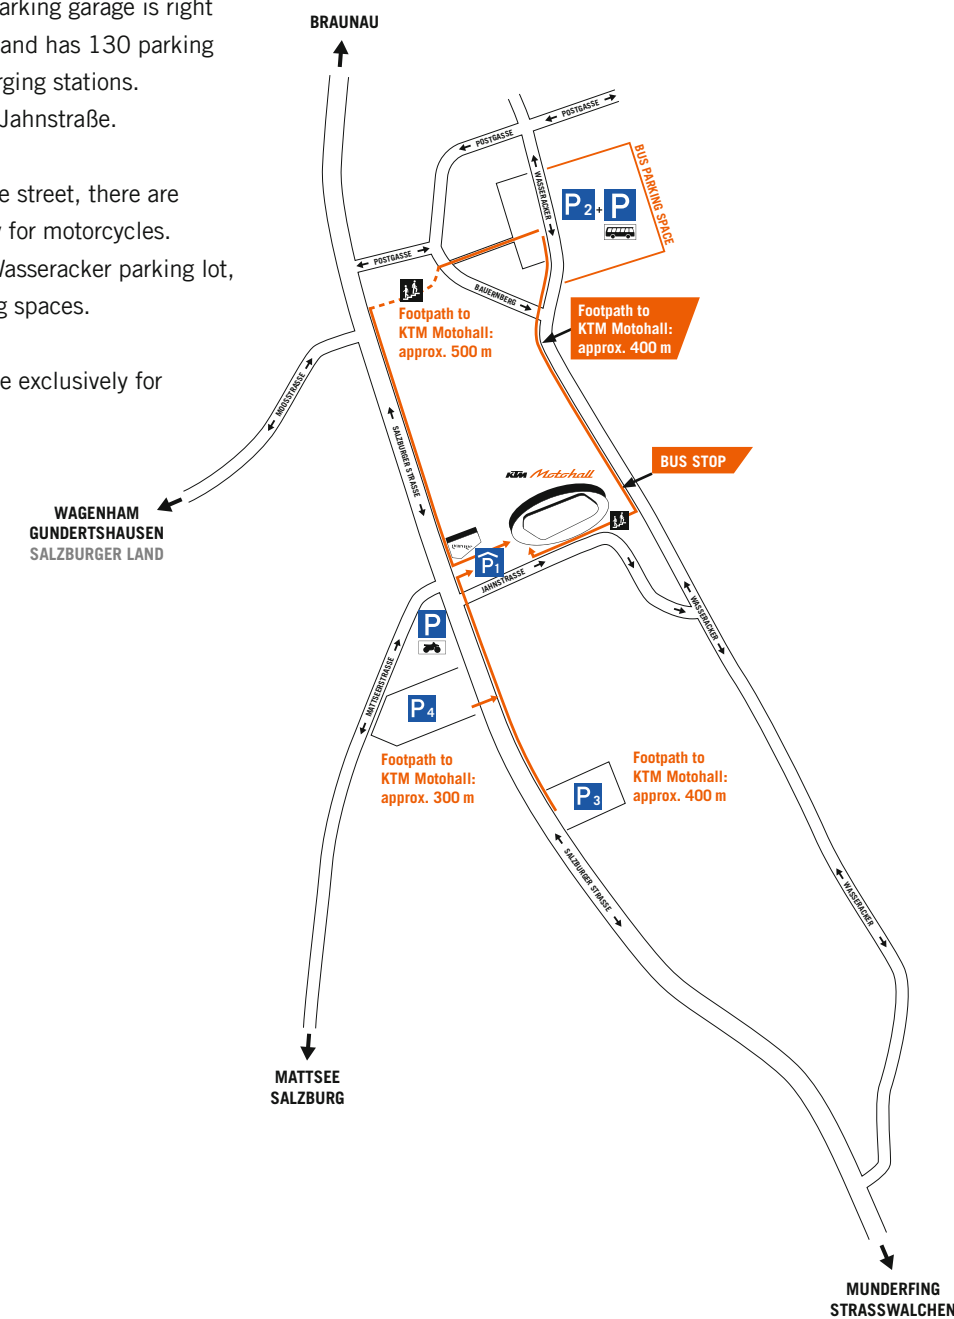 arking garage is right
and has 130 parking
rging stations.
Jahnstraße.
e street, there are
for motorcycles.
Wasseracker parking lot,
g spaces.
e exclusively for
BRAUNAU
POSTGASSE
POSTGASSE
WASSERACKER
BUS PARKING SPACE
P2 + P
POSTGASSE
BAUERNBERG
Footpath to
KTM Motohall:
approx. 500 m
Footpath to
KTM Motohall:
approx. 400 m
MOOSSTRASSE
SALZBURGER STRASSE
BUS STOP
KTM Motohall
WAGENHAM
GUNDERTSHAUSEN
SALZBURGER LAND
P1
JAHNSTRASSE
WASSERACKER
P
MATTSEERSTRASSE
P4
Footpath to
KTM Motohall:
approx. 300 m
P3
Footpath to
KTM Motohall:
approx. 400 m
SALZBURGER STRASSE
WASSERACKER
MATTSEE
SALZBURG
MUNDERFING
STRASSWALCHEN